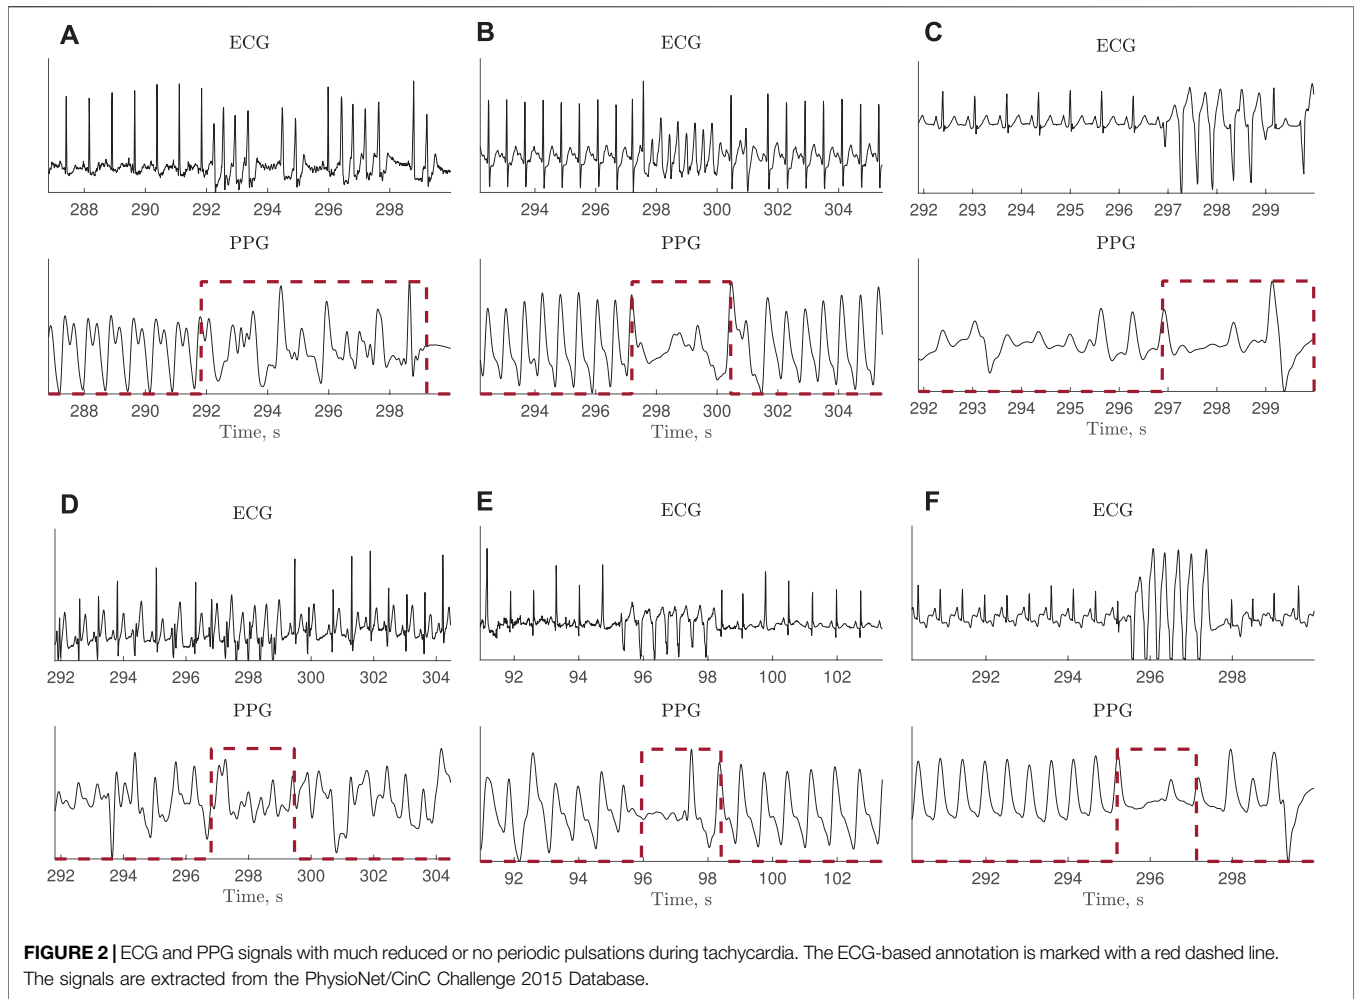 A
ECG
288 290 292 294 296 298
PPG
288 290 292 294 296 298
Time, s
B
ECG
294 296 298 300 302 304
PPG
294 296 298 300 302 304
Time, s
C
ECG
292 293 294 295 296 297 298 299
PPG
292 293 294 295 296 297 298 299
Time, s
D
ECG
292 294 296 298 300 302 304
PPG
292 294 296 298 300 302 304
Time, s
E
ECG
92 94 96 98 100 102
PPG
92 94 96 98 100 102
Time, s
F
ECG
292 294 296 298
PPG
292 294 296 298
Time, s
FIGURE 2 | ECG and PPG signals with much reduced or no periodic pulsations during tachycardia. The ECG-based annotation is marked with a red dashed line.
The signals are extracted from the PhysioNet/CinC Challenge 2015 Database.